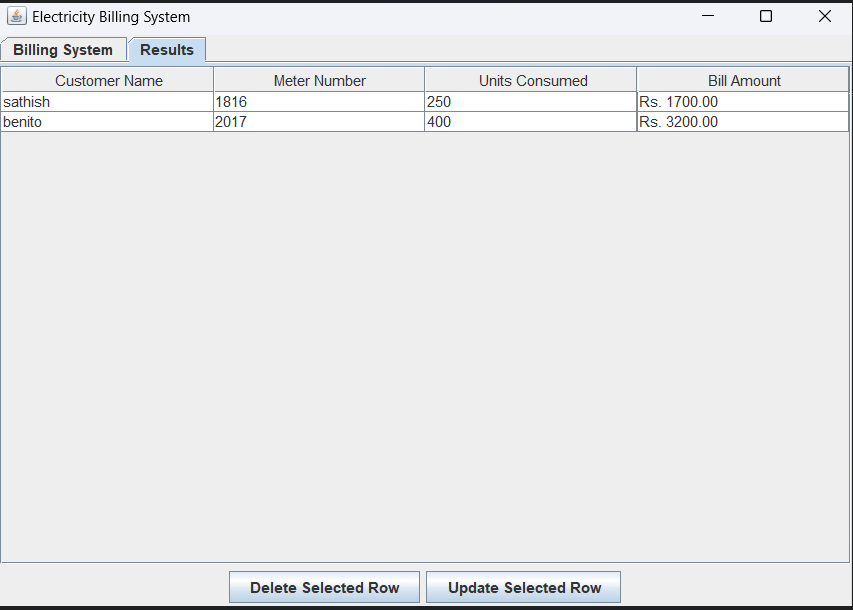 Electricity Billing System
Billing System Results
Customer Name Meter Number Units Consumed Bill Amount
sathish 1816 250 Rs. 1700.00
benito 2017 400 Rs. 3200.00
Delete Selected Row Update Selected Row